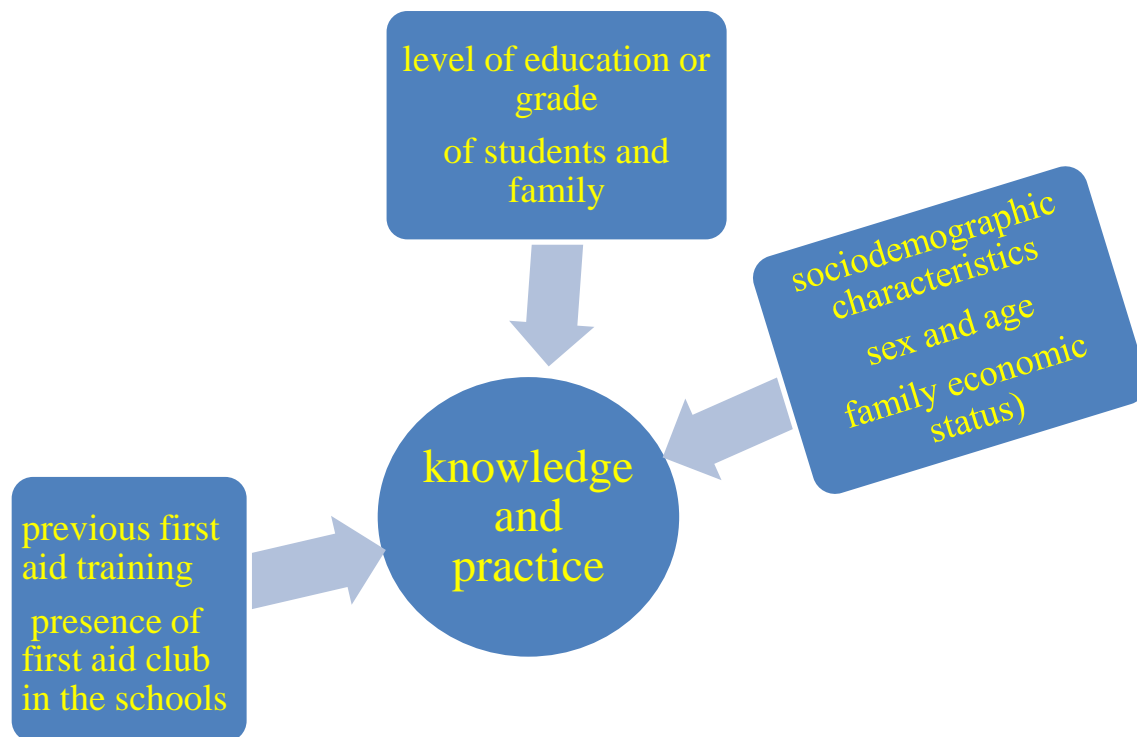 level of education or
grade
of students and
family
sociodemographic
characteristics
sex and age
family economic
status)
knowledge
and
practice
previous first
aid training
presence of
first aid club
in the schools